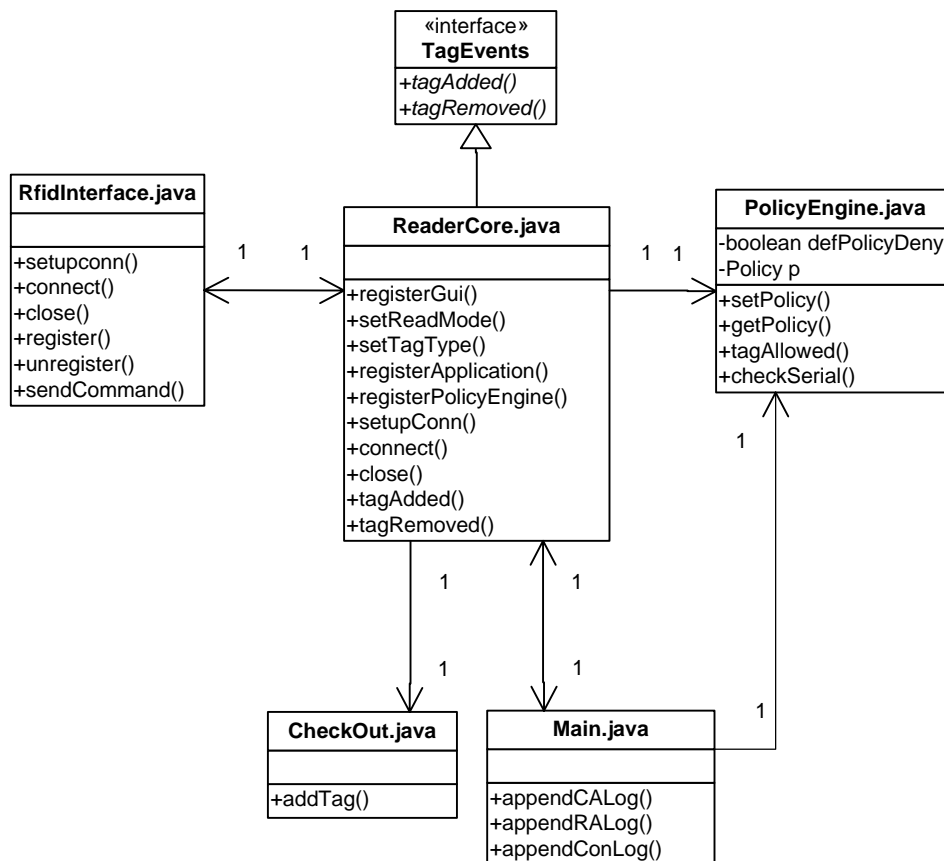 «interface»
TagEvents
+tagAdded()
+tagRemoved()
RfidInterface.java
+setupconn()
+connect()
+close()
+register()
+unregister()
+sendCommand()
1 1
ReaderCore.java
+registerGui()
+setReadMode()
+setTagType()
+registerApplication()
+registerPolicyEngine()
+setupConn()
+connect()
+close()
+tagAdded()
+tagRemoved()
1 1
PolicyEngine.java
-boolean defPolicyDeny
-Policy p
+setPolicy()
+getPolicy()
+tagAllowed()
+checkSerial()
1
1
1
1
1
1
CheckOut.java
+addTag()
Main.java
+appendCALog()
+appendRALog()
+appendConLog()